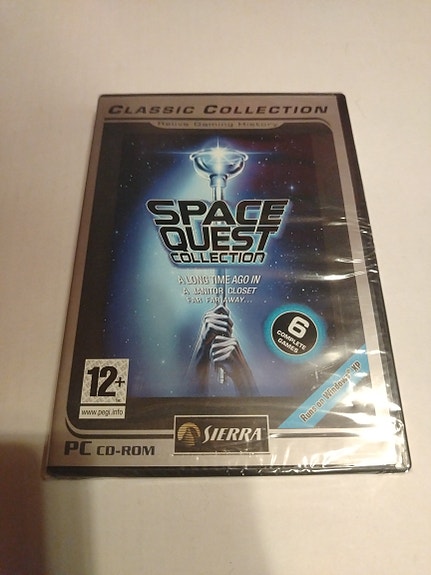 CLASSIC COLLECTION
Relive Gaming History
SPACE
QUEST
COLLECTION
A LONG TIME AGO IN
A JANITOR CLOSET
FAR FAR AWAY...
6
COMPLETE
GAMES
12+
www.pegi.info
Runs on Windows® XP
SIERRA
PC CD-ROM